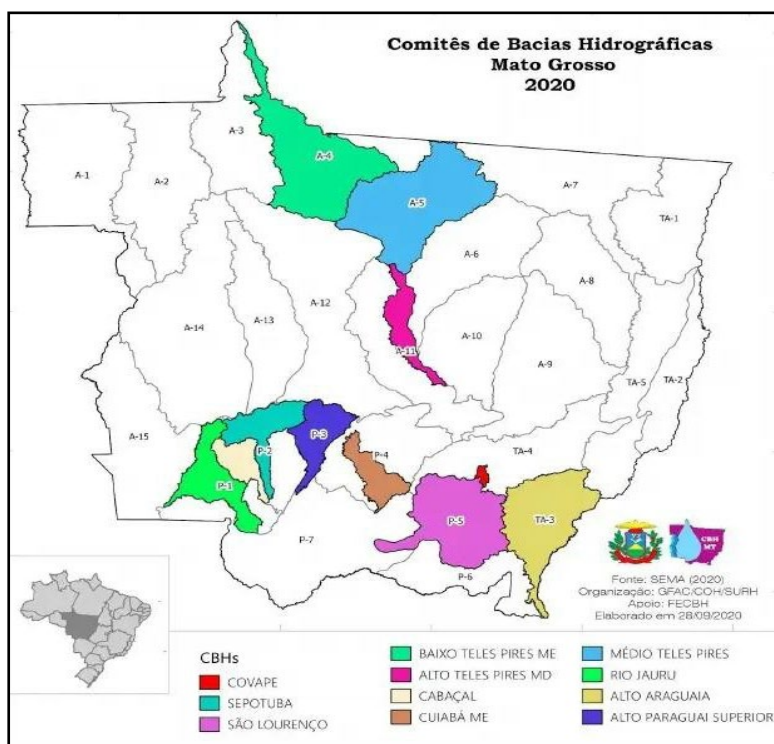 Comitês de Bacias Hidrográficas
Mato Grosso
2020
A-3
A-4
A-1
A-2
A-7
A-5
TA-1
A-6
A-8
A-12
A-14
A-13
A-10
A-11
A-9
TA-5
TA-2
A-15
P-3
P-2
P-4
TA-4
P-1
P-5
TA-3
P-7
P-6
CBH
MT
Fonte: SEMA (2020)
Organização: GFAC/COH/SURH
Apoio: FECBH
Elaborado em 28/09/2020
CBHs
COVAPE
SEPOTUBA
SÃO LOURENÇO
BAIXO TELES PIRES ME
ALTO TELES PIRES MD
CABAÇAL
CUIABÁ ME
MÉDIO TELES PIRES
RIO JAURU
ALTO ARAGUAIA
ALTO PARAGUAI SUPERIOR